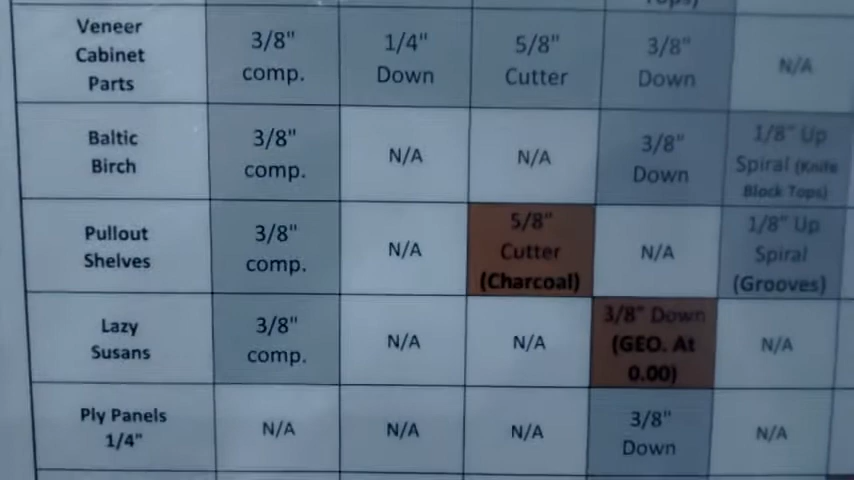 Tops)
Veneer
Cabinet
Parts
3/8"
comp.
1/4"
Down
5/8"
Cutter
3/8"
Down
N/A
Baltic
Birch
3/8"
comp.
N/A
N/A
3/8"
Down
1/8" Up
Spiral (Knife
Block Tops)
Pullout
Shelves
3/8"
comp.
N/A
5/8"
Cutter
(Charcoal)
N/A
1/8" Up
Spiral
(Grooves)
Lazy
Susans
3/8"
comp.
N/A
N/A
3/8" Down
(GEO. At
0.00)
N/A
Ply Panels
1/4"
N/A
N/A
N/A
3/8"
Down
N/A